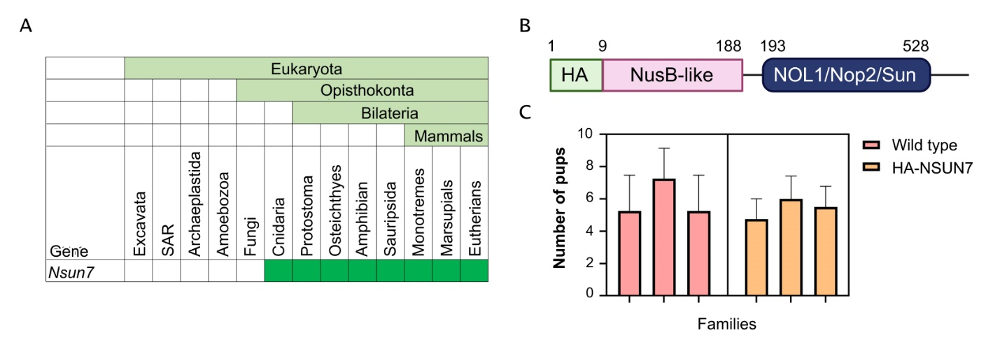 A
Eukaryota
Opisthokonta
Bilateria
Mammals
Gene
Excavata
SAR
Archaeplastida
Amoebozoa
Fungi
Cnidaria
Protostoma
Osteichthyes
Amphibian
Sauripsida
Monotremes
Marsupials
Eutherians
Nsun7
B
1 9 188 193 528
HA NusB-like NOL1/Nop2/Sun
C
Number of pups
10
8
6
4
2
0
Families
Wild type
HA-NSUN7